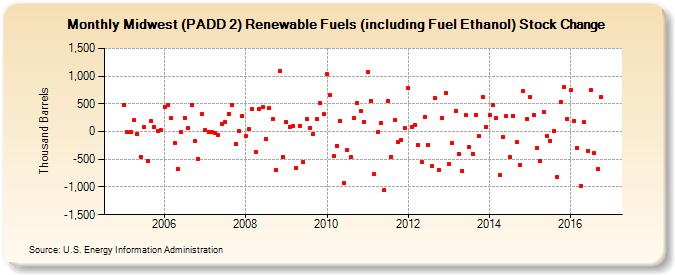 Monthly Midwest (PADD 2) Renewable Fuels (including Fuel Ethanol) Stock Change
Thousand Barrels
1,500
1,000
500
0
-500
-1,000
-1,500
2006 2008 2010 2012 2014 2016
Source: U.S. Energy Information Administration